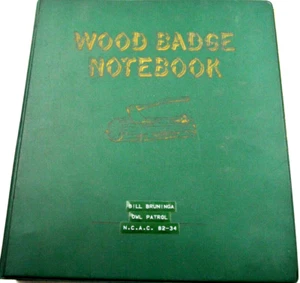 WOOD BADGE
NOTEBOOK
BILL BRUNINGA
OWL PATROL
N.C.A.C. 82-34